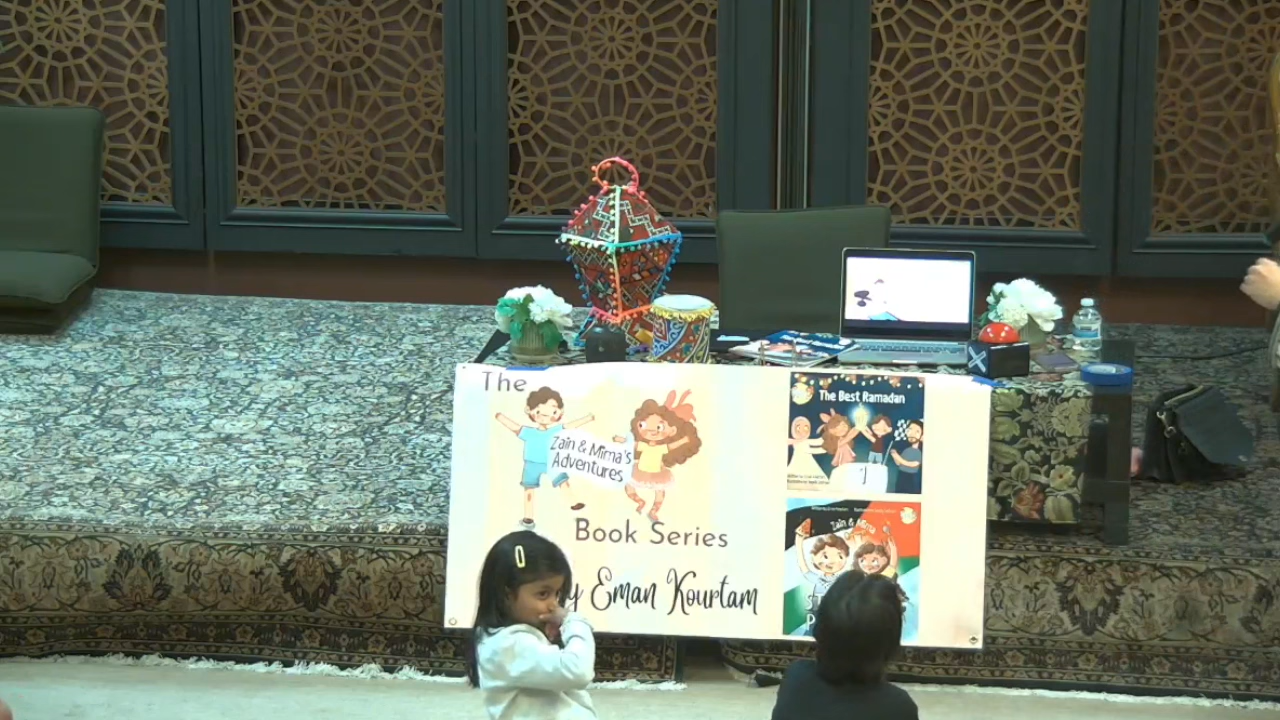 The
Zain & Mirna's
Adventures
Book Series
Eman Kourtam
The Best Ramadan
Zain & Mirna